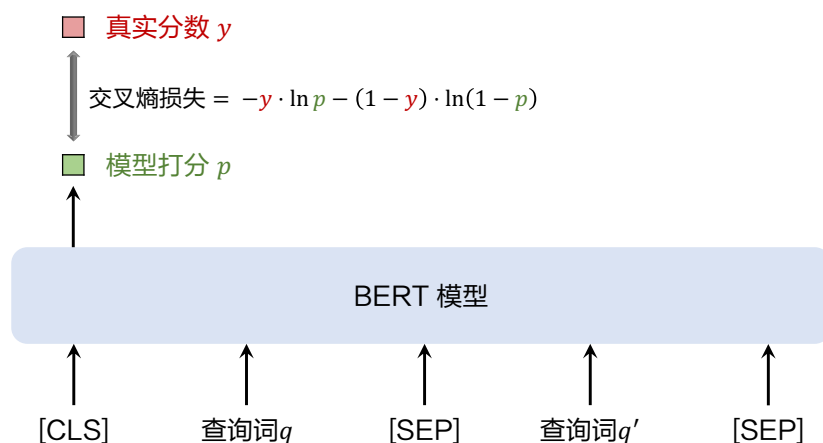 真实分数 y
交叉熵损失 = −y · ln p − (1 − y) · ln(1 − p)
模型打分 p
BERT 模型
[CLS] 查询词q [SEP] 查询词q′ [SEP]